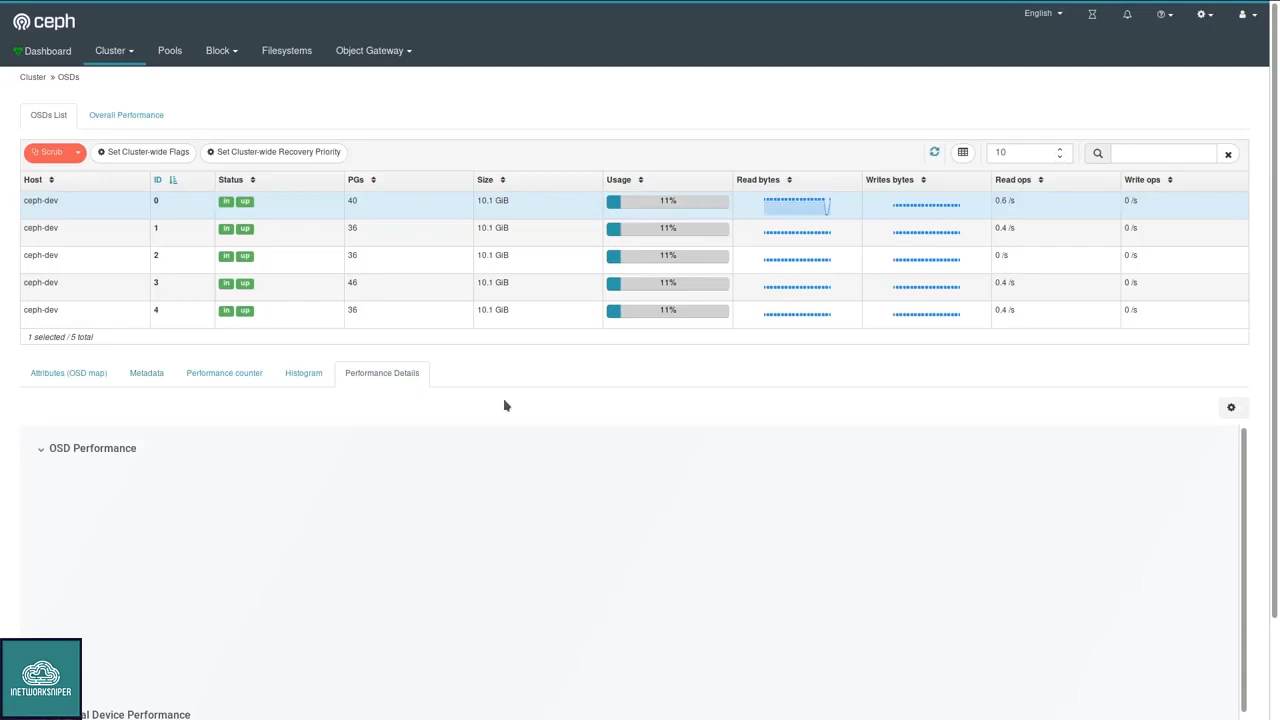 English
ceph
Dashboard Cluster Pools Block Filesystems Object Gateway
Cluster » OSDs
OSDs List Overall Performance
Scrub Set Cluster-wide Flags Set Cluster-wide Recovery Priority 10
Host ID Status PGs Size Usage Read bytes Writes bytes Read ops Write ops
ceph-dev 0 in up 40 10.1 GiB 11% 0.6 /s 0 /s
ceph-dev 1 in up 36 10.1 GiB 11% 0.4 /s 0 /s
ceph-dev 2 in up 36 10.1 GiB 11% 0 /s 0 /s
ceph-dev 3 in up 46 10.1 GiB 11% 0.4 /s 0 /s
ceph-dev 4 in up 36 10.1 GiB 11% 0.4 /s 0 /s
1 selected / 5 total
Attributes (OSD map) Metadata Performance counter Histogram Performance Details
OSD Performance
INETWORKSNIPER
al Device Performance